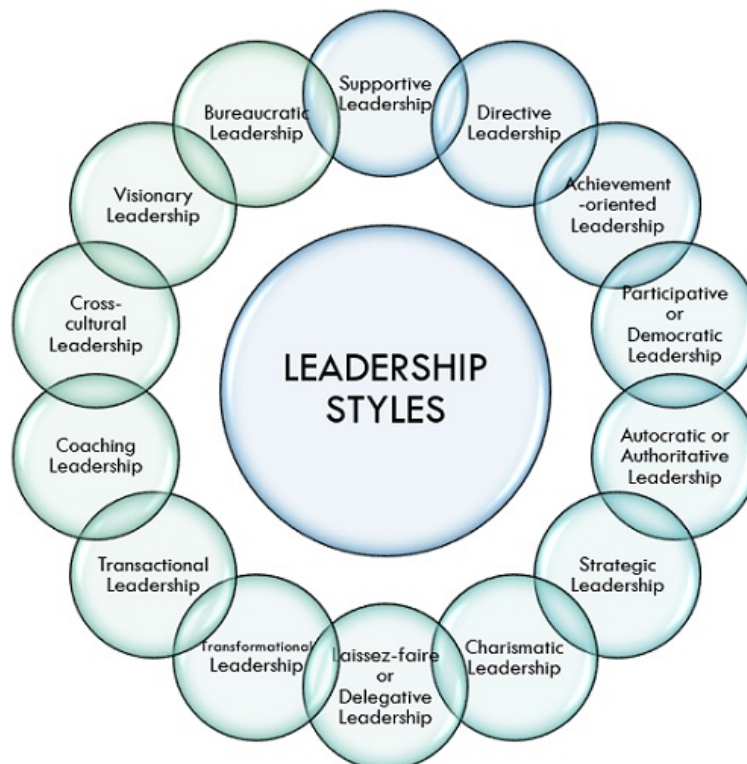 LEADERSHIP
STYLES
Supportive
Leadership
Directive
Leadership
Achievement
-oriented
Leadership
Participative
or
Democratic
Leadership
Autocratic or
Authoritative
Leadership
Strategic
Leadership
Charismatic
Leadership
Laissez-faire
or
Delegative
Leadership
Transformational
Leadership
Transactional
Leadership
Coaching
Leadership
Cross-
cultural
Leadership
Visionary
Leadership
Bureaucratic
Leadership